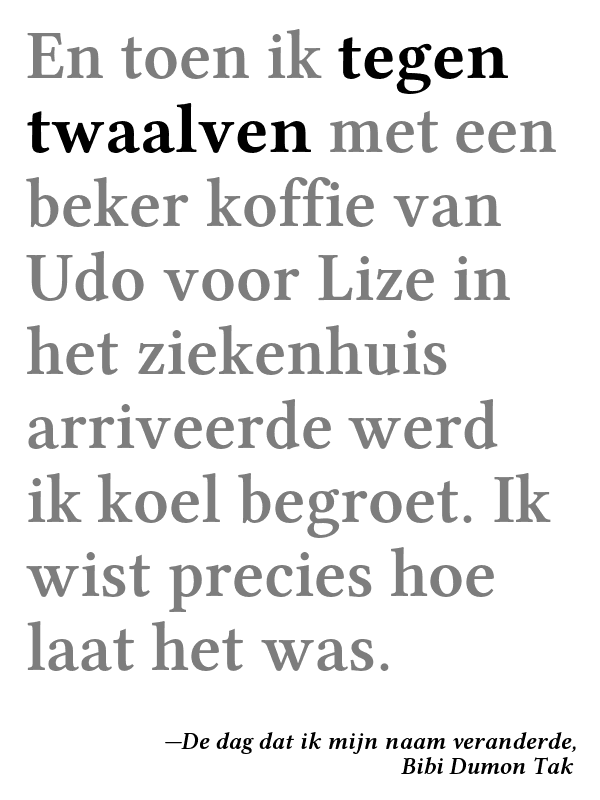 En toen ik tegen
twaalven met een
beker koffie van
Udo voor Lize in
het ziekenhuis
arriveerde werd
ik koel begroet. Ik
wist precies hoe
laat het was.
—De dag dat ik mijn naam veranderde,
Bibi Dumon Tak